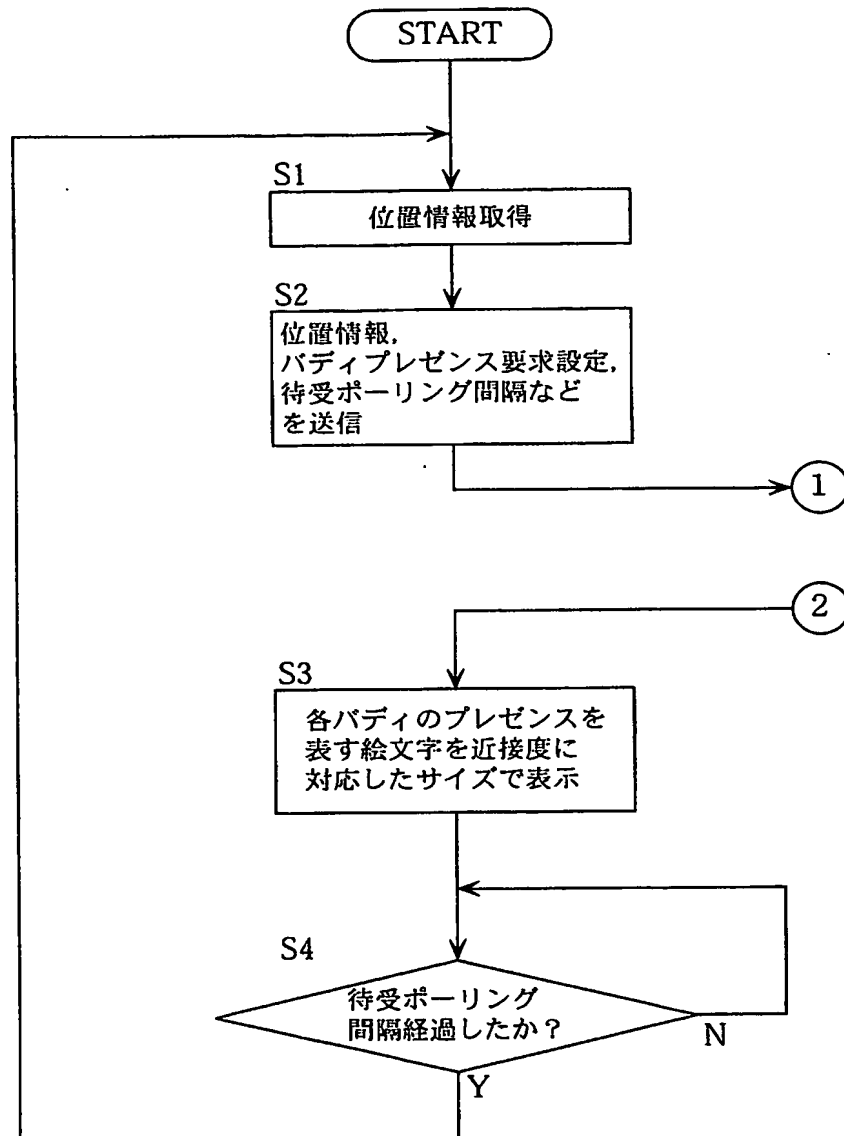 START
S1
位置情報取得
S2
位置情報,
バディプレゼンス要求設定,
待受ポーリング間隔など
を送信
1
2
S3
各バディのプレゼンスを
表す絵文字を近接度に
対応したサイズで表示
S4
待受ポーリング
間隔経過したか?
N
Y